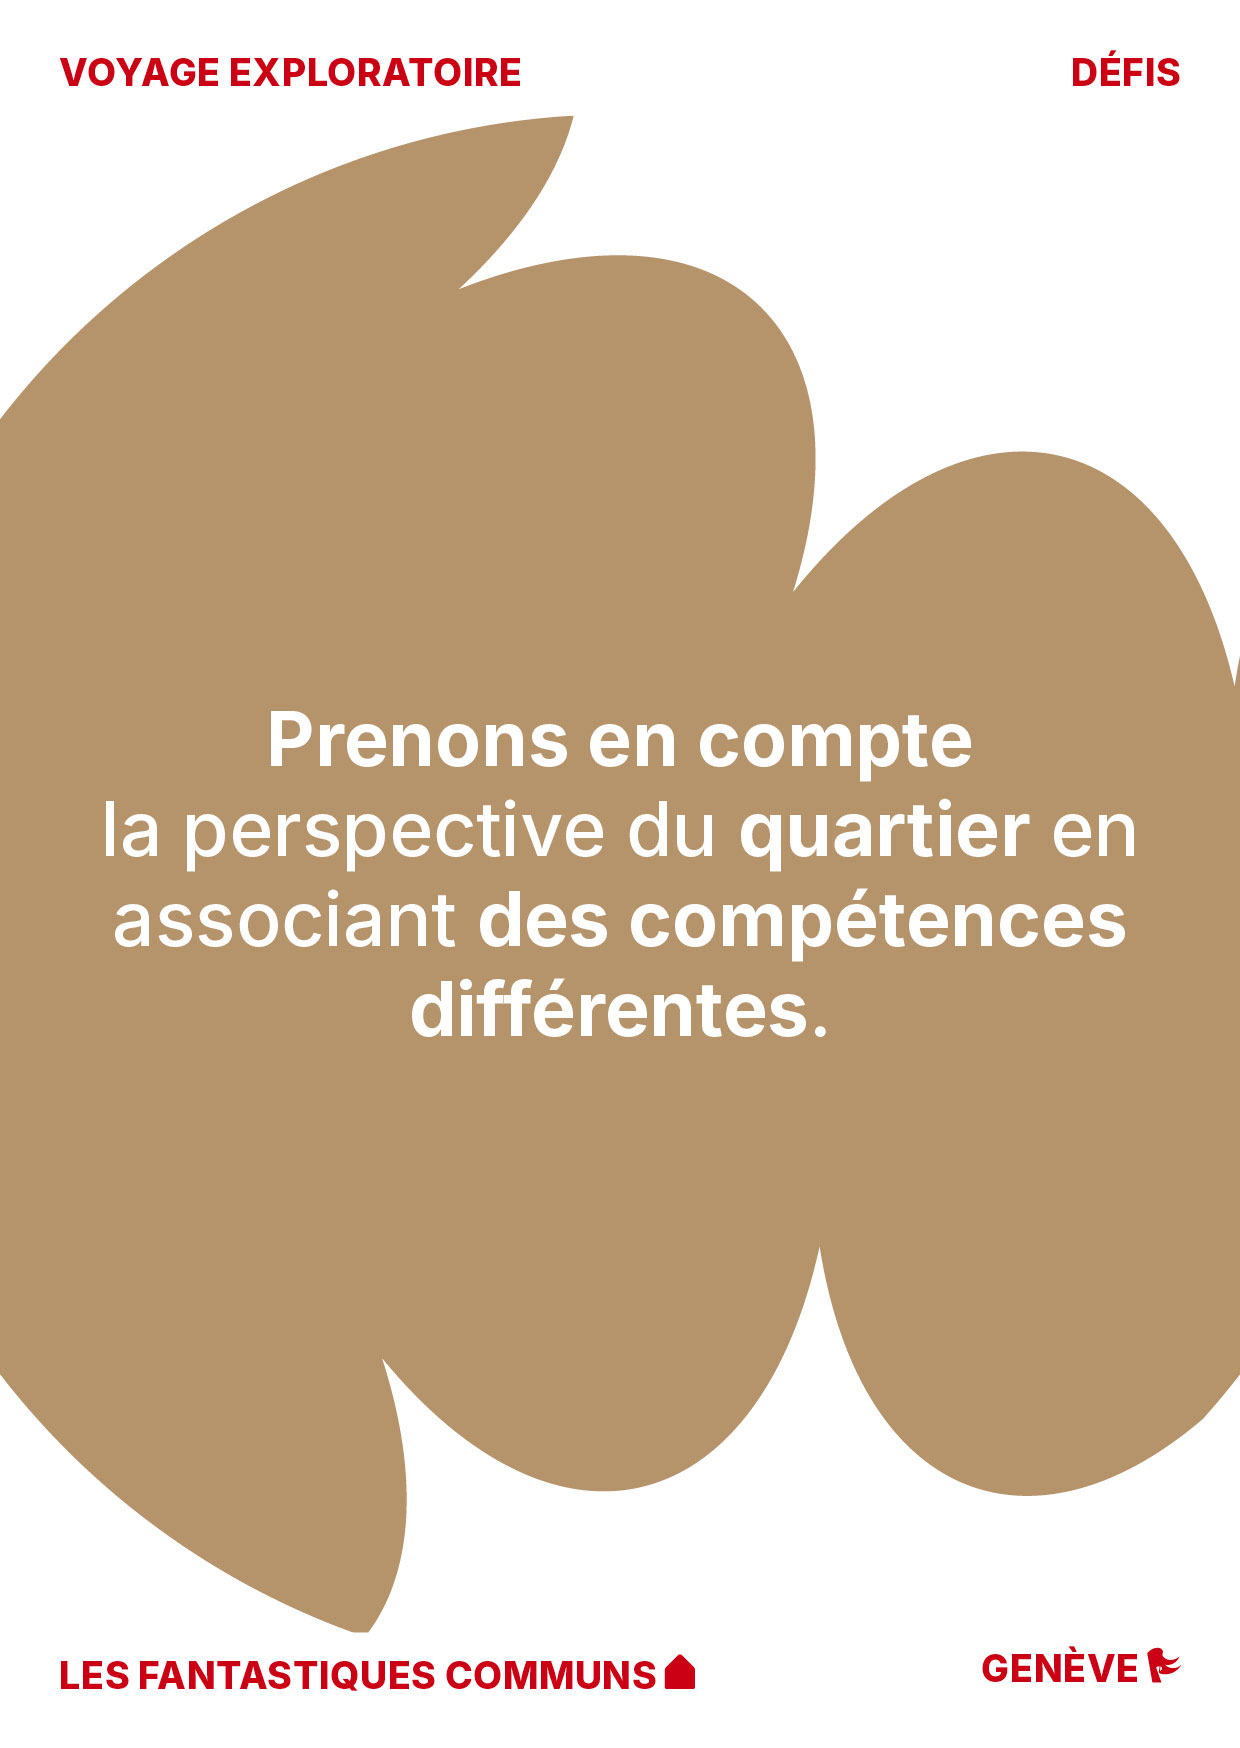 VOYAGE EXPLORATOIRE
DÉFIS
Prenons en compte
la perspective du quartier en
associant des compétences
différentes.
LES FANTASTIQUES COMMUNS
GENÈVE